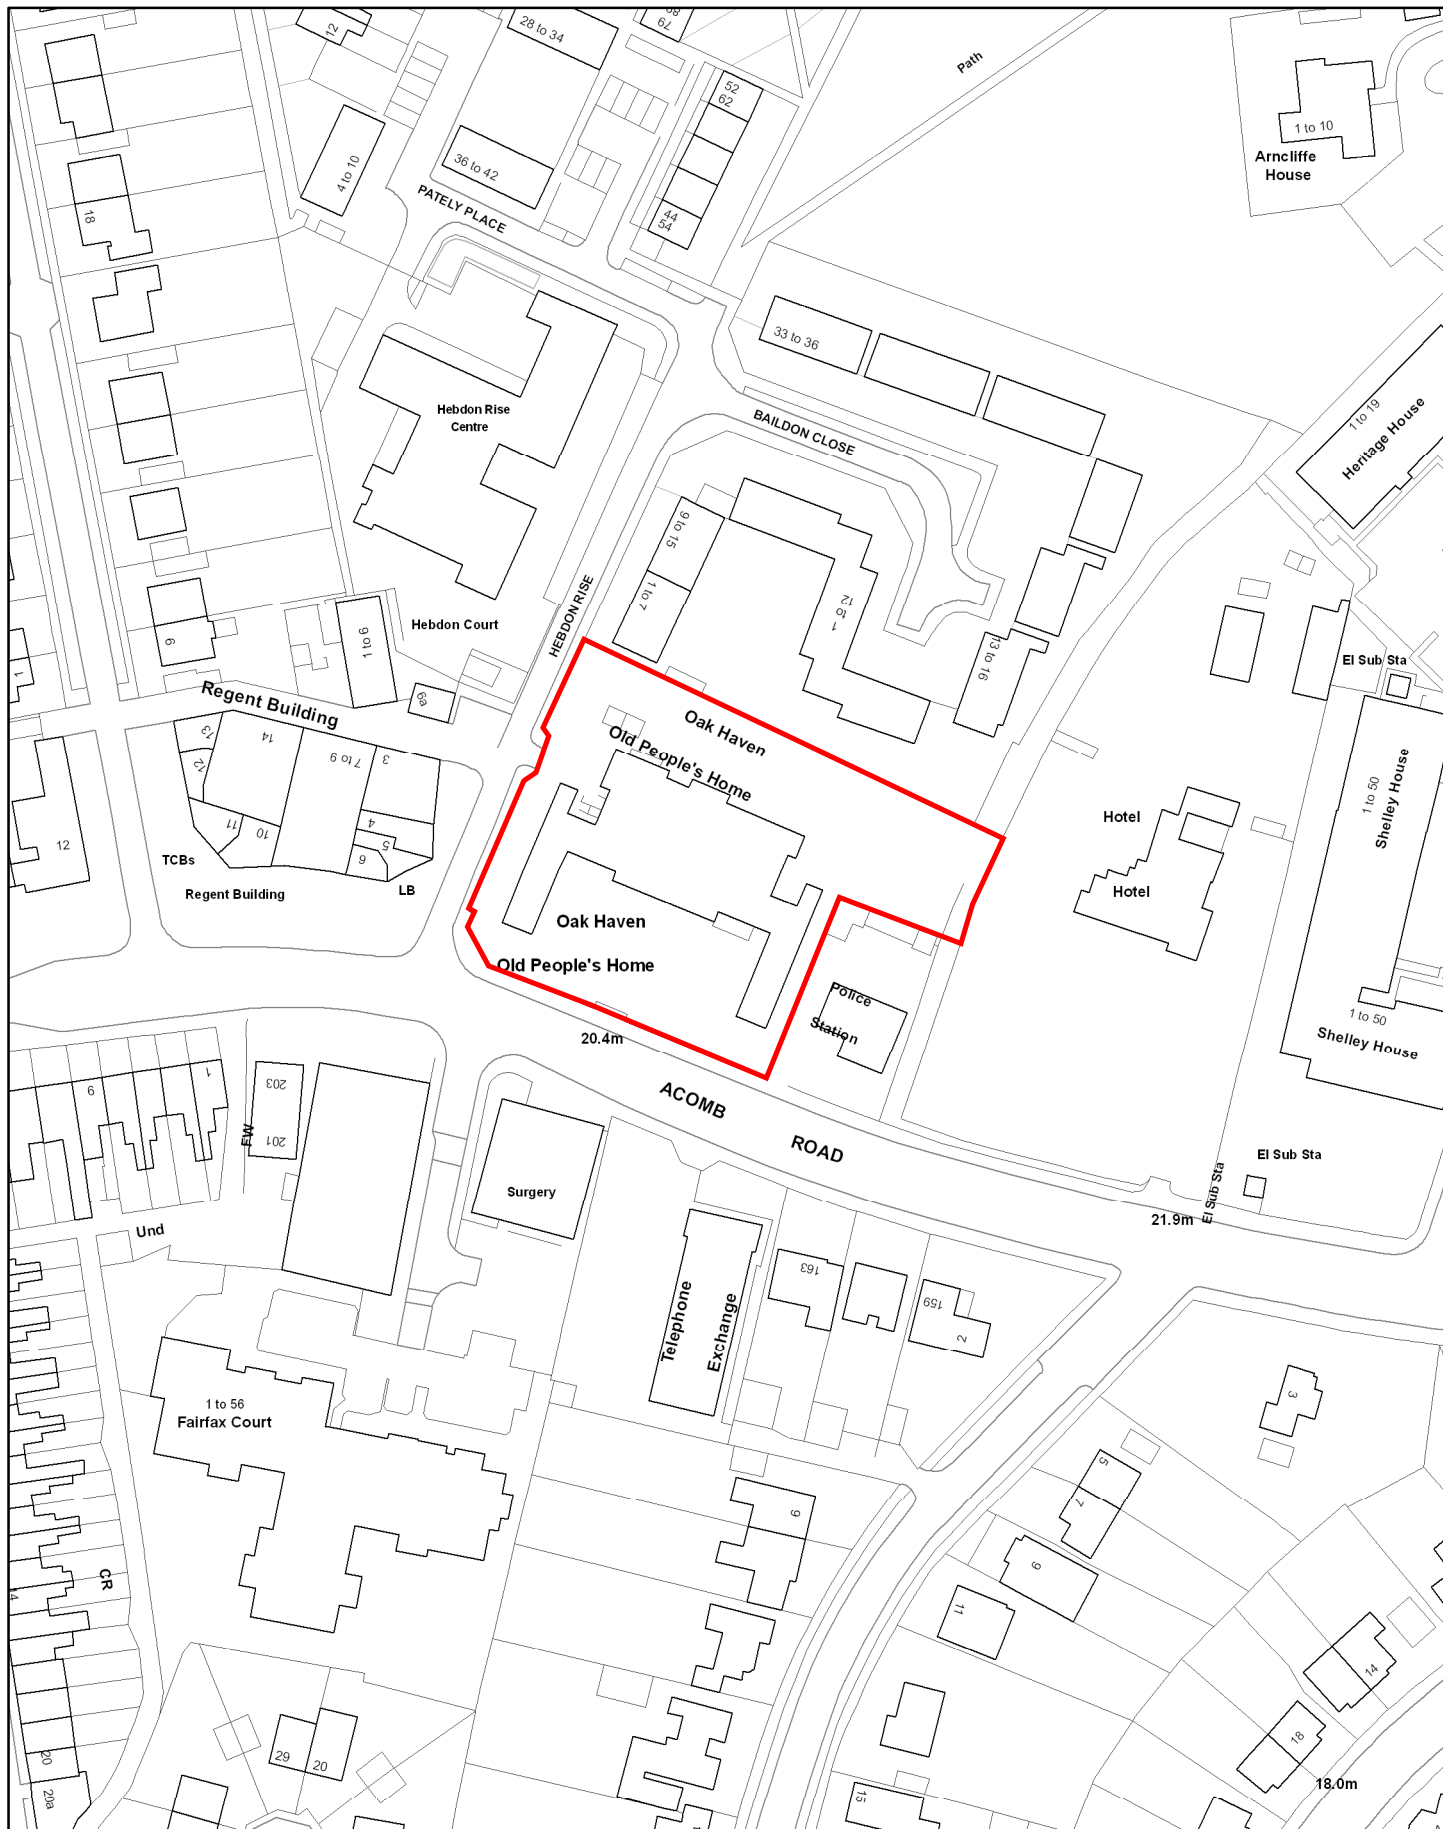 12
28 to 34
67
Path
52
62
1 to 10
Arncliffe
House
4 to 10
36 to 42
PATELY PLACE
18
44
54
33 to 36
Hebdon Rise
Centre
BAILDON CLOSE
1 to 19
Heritage House
9 to 15
1 to 7
1 to 12
HEBDON RISE
Hebdon Court
1 to 6
6
1
13 to 16
El Sub Sta
9a
Regent Building
13
14
7 to 9
3
12
Oak Haven
Old People's Home
1 to 50
Shelley House
11
10
4
5
6
12
TCBs
Regent Building
LB
Hotel
Hotel
Oak Haven
Old People's Home
Police
Station
1 to 50
Shelley House
20.4m
ACOMB
ROAD
1
9
203
201
FW
Surgery
El Sub Sta
El Sub Sta
21.9m
Und
163
159
2
Telephone
Exchange
1 to 56
Fairfax Court
3
5
7
9
9
11
CR
14
14
18
18.0m
29
20
20
20a
15